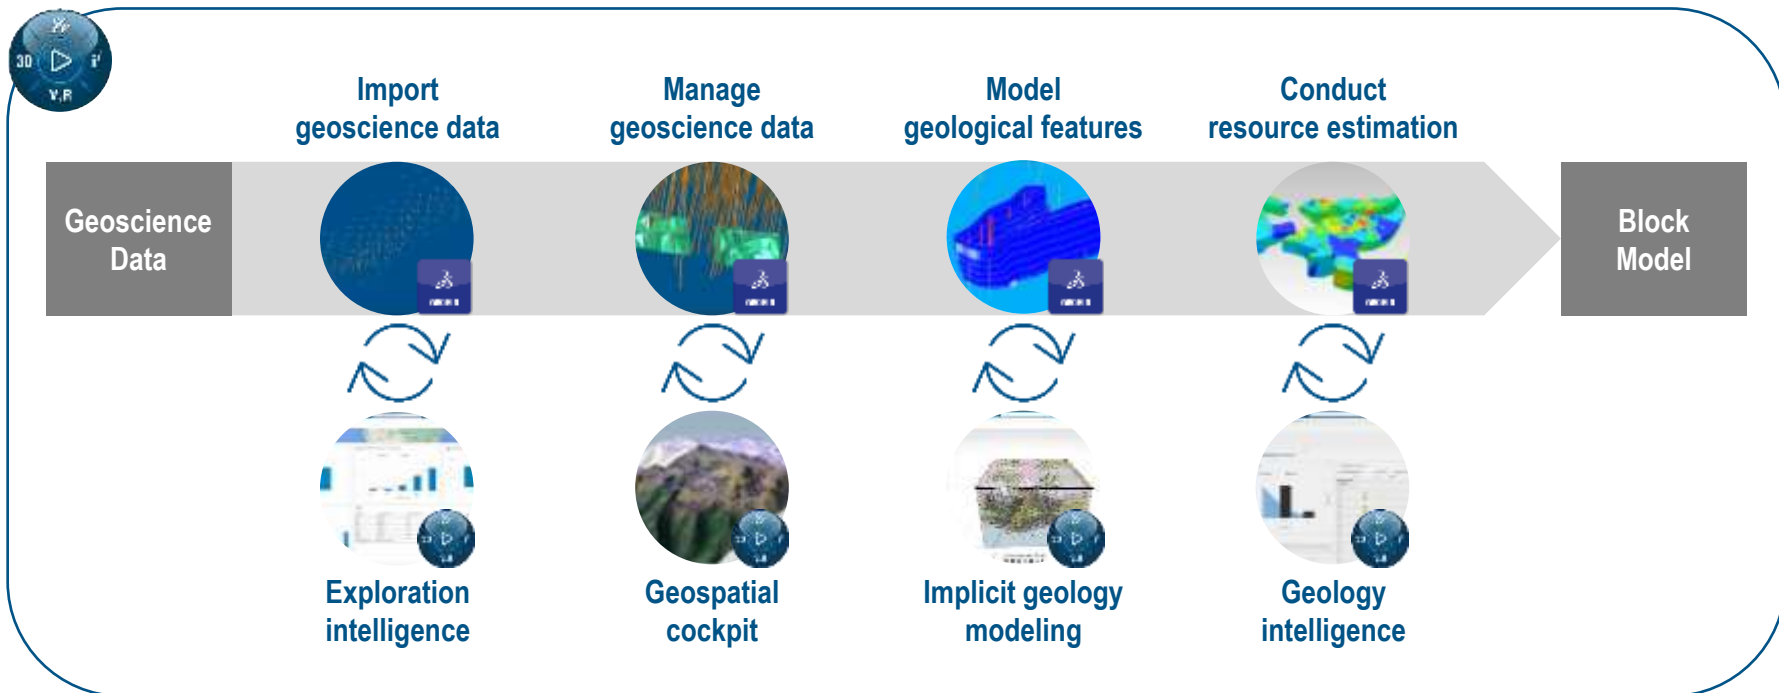 3D
V,R
Import
geoscience data
Manage
geoscience data
Model
geological features
Conduct
resource estimation
Geoscience
Data
Block
Model
Exploration
intelligence
Geospatial
cockpit
Implicit geology
modeling
Geology
intelligence